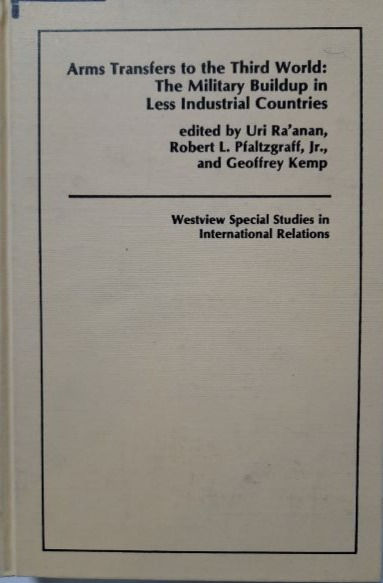 Arms Transfers to the Third World:
The Military Buildup in
Less Industrial Countries
edited by Uri Ra'anan,
Robert L. Pfaltzgraff, Jr.,
and Geoffrey Kemp
Westview Special Studies in
International Relations